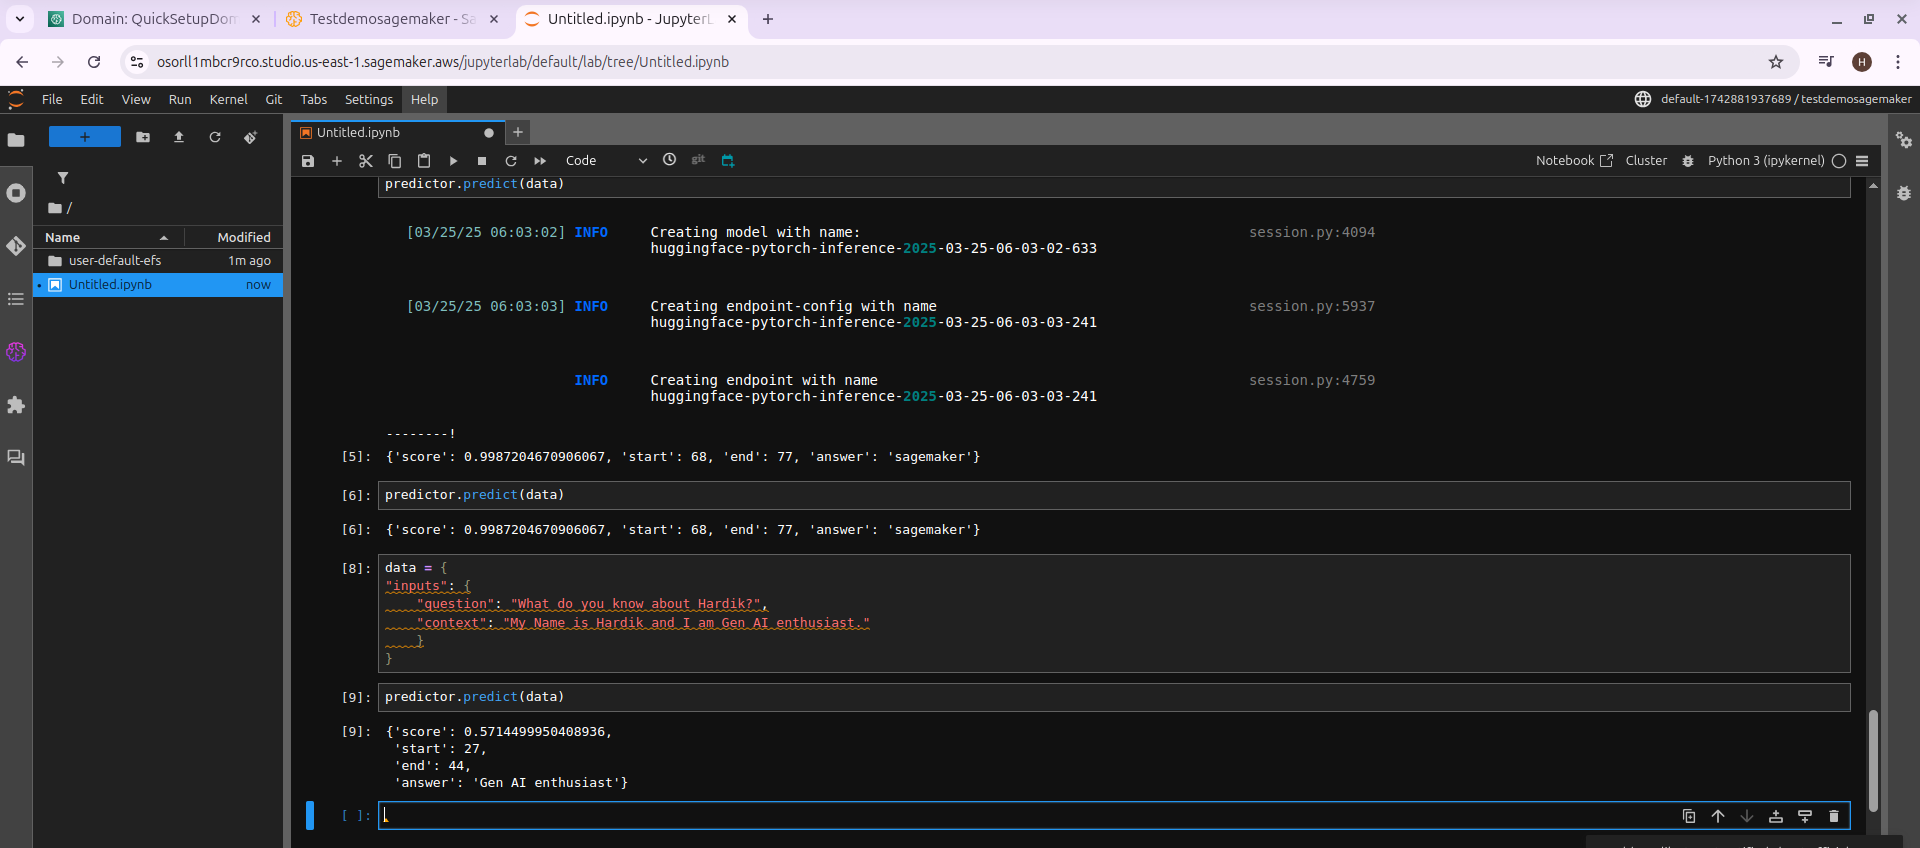 Domain: QuickSetupDom
Testdemosagemaker - Sa
Untitled.ipynb - JupyterL
osorll1mbcr9rco.studio.us-east-1.sagemaker.aws/jupyterlab/default/lab/tree/Untitled.ipynb
H
File Edit View Run Kernel Git Tabs Settings Help
default-1742881937689 / testdemosagemaker
Untitled.ipynb
Code
git
Notebook
Cluster
Python 3 (ipykernel)
/
Name Modified
user-default-efs 1m ago
Untitled.ipynb now
predictor.predict(data)
[03/25/25 06:03:02] INFO Creating model with name: session.py:4094
huggingface-pytorch-inference-2025-03-25-06-03-02-633
[03/25/25 06:03:03] INFO Creating endpoint-config with name session.py:5937
huggingface-pytorch-inference-2025-03-25-06-03-03-241
INFO Creating endpoint with name session.py:4759
huggingface-pytorch-inference-2025-03-25-06-03-03-241
--------!
[5]: {'score': 0.9987204670906067, 'start': 68, 'end': 77, 'answer': 'sagemaker'}
[6]: predictor.predict(data)
[6]: {'score': 0.9987204670906067, 'start': 68, 'end': 77, 'answer': 'sagemaker'}
[8]: data = {
"inputs": {
"question": "What do you know about Hardik?",
"context": "My Name is Hardik and I am Gen AI enthusiast."
}
}
[9]: predictor.predict(data)
[9]: {'score': 0.5714499950408936,
'start': 27,
'end': 44,
'answer': 'Gen AI enthusiast'}
[ ]: